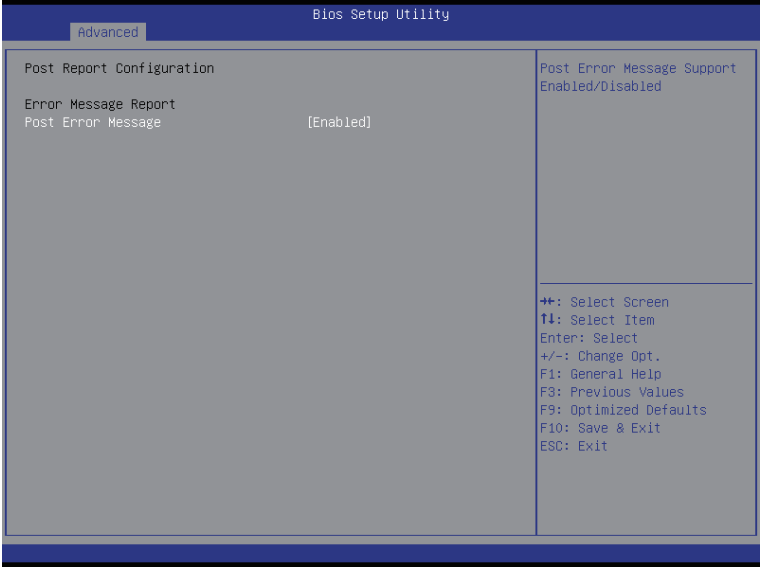 Bios Setup Utility
Advanced
Post Report Configuration
Error Message Report
Post Error Message [Enabled]
Post Error Message Support
Enabled/Disabled
→←: Select Screen
↑↓: Select Item
Enter: Select
+/-: Change Opt.
F1: General Help
F3: Previous Values
F9: Optimized Defaults
F10: Save & Exit
ESC: Exit